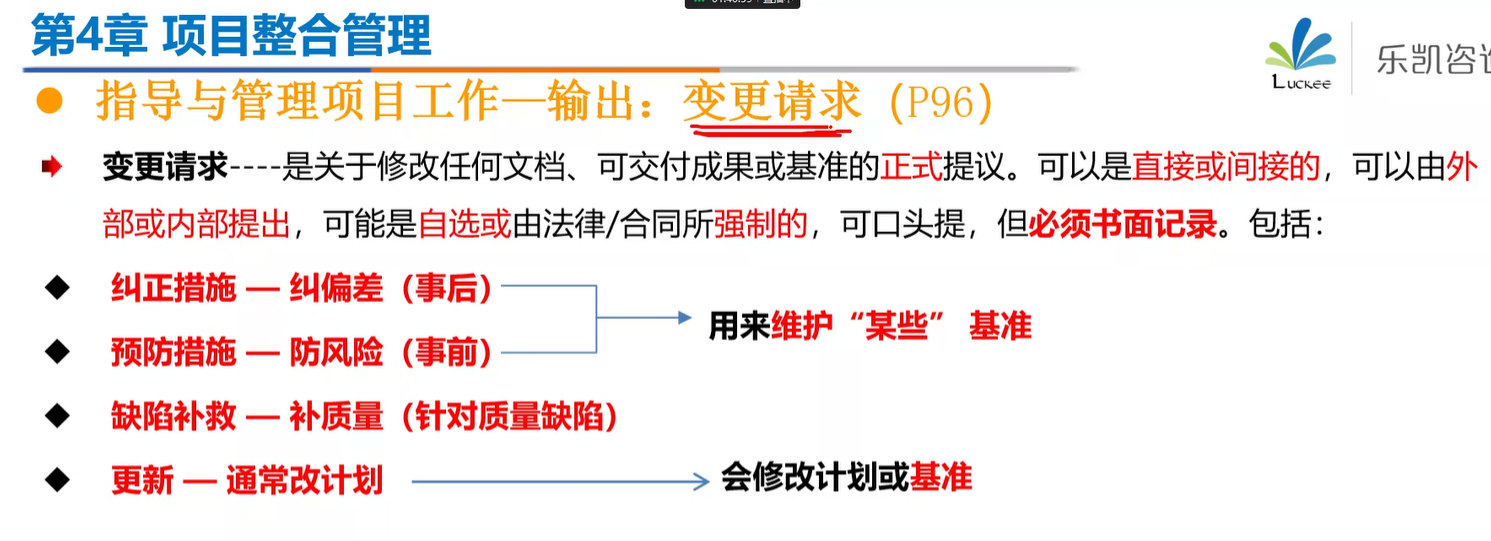 第4章 项目整合管理
Luckee
乐凯咨询
指导与管理项目工作—输出：变更请求（P96）
变更请求----是关于修改任何文档、可交付成果或基准的正式提议。可以是直接或间接的，可以由外
部或内部提出，可能是自选或由法律/合同所强制的，可口头提，但必须书面记录。包括：
纠正措施 — 纠偏差（事后）
用来维护“某些” 基准
预防措施 — 防风险（事前）
缺陷补救 — 补质量（针对质量缺陷）
更新 — 通常改计划
会修改计划或基准